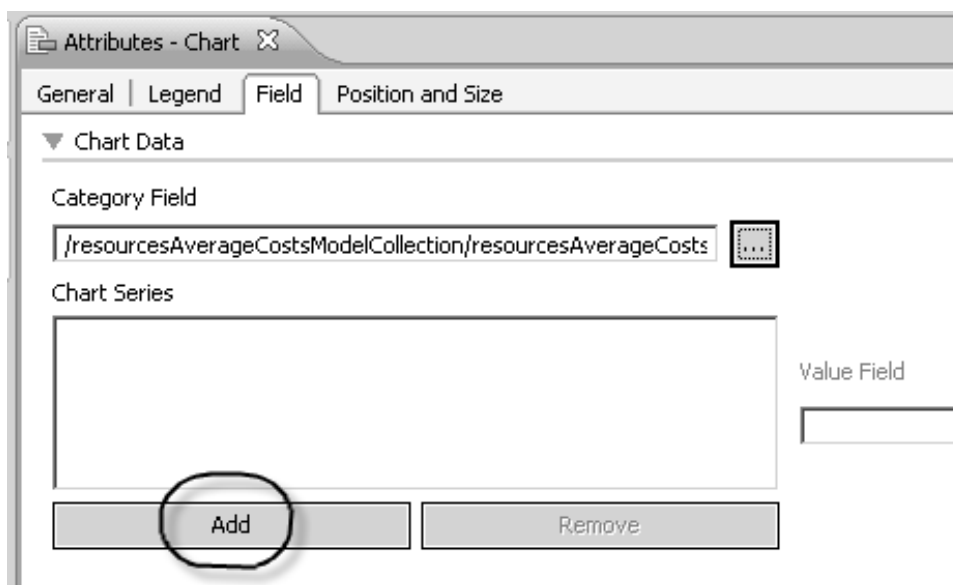 Attributes - Chart
General | Legend Field Position and Size
Chart Data
Category Field
/resourcesAverageCostsModelCollection/resourcesAverageCosts
...
Chart Series
Value Field
Add Remove